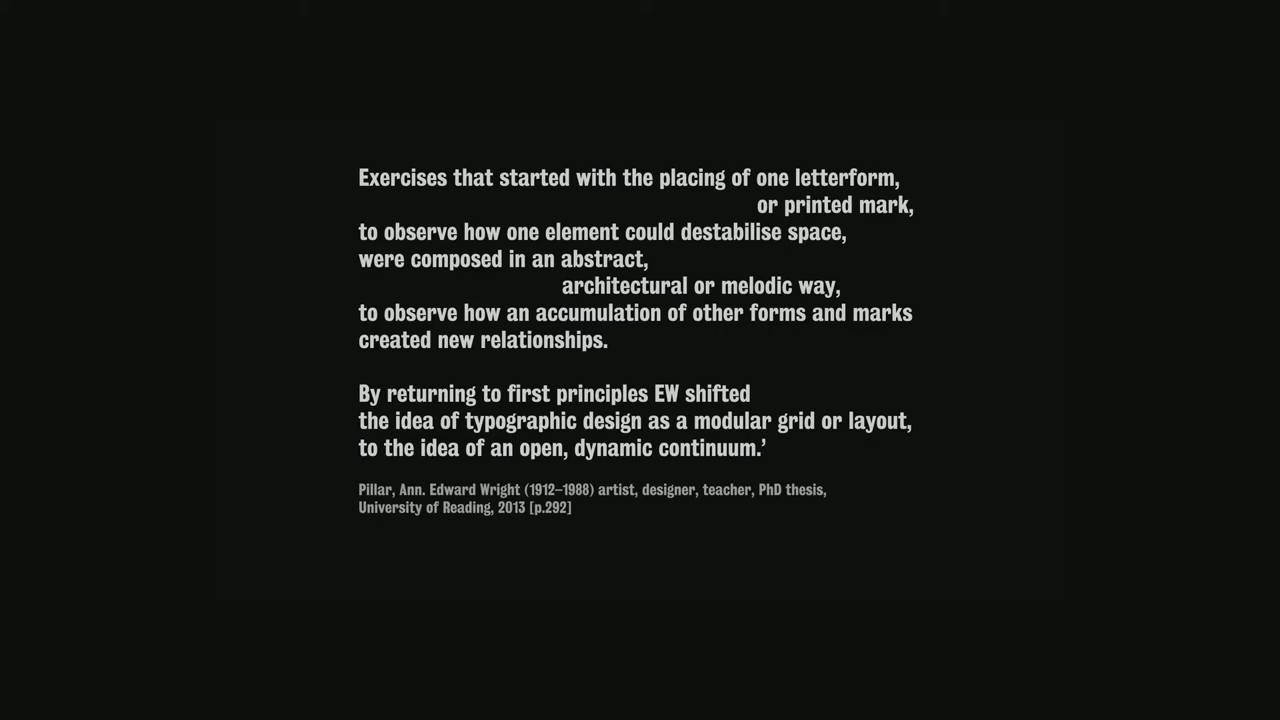 Exercises that started with the placing of one letterform,
or printed mark,
to observe how one element could destabilise space,
were composed in an abstract,
architectural or melodic way,
to observe how an accumulation of other forms and marks
created new relationships.
By returning to first principles EW shifted
the idea of typographic design as a modular grid or layout,
to the idea of an open, dynamic continuum.’
Pillar, Ann. Edward Wright (1912–1988) artist, designer, teacher, PhD thesis,
University of Reading, 2013 [p.292]